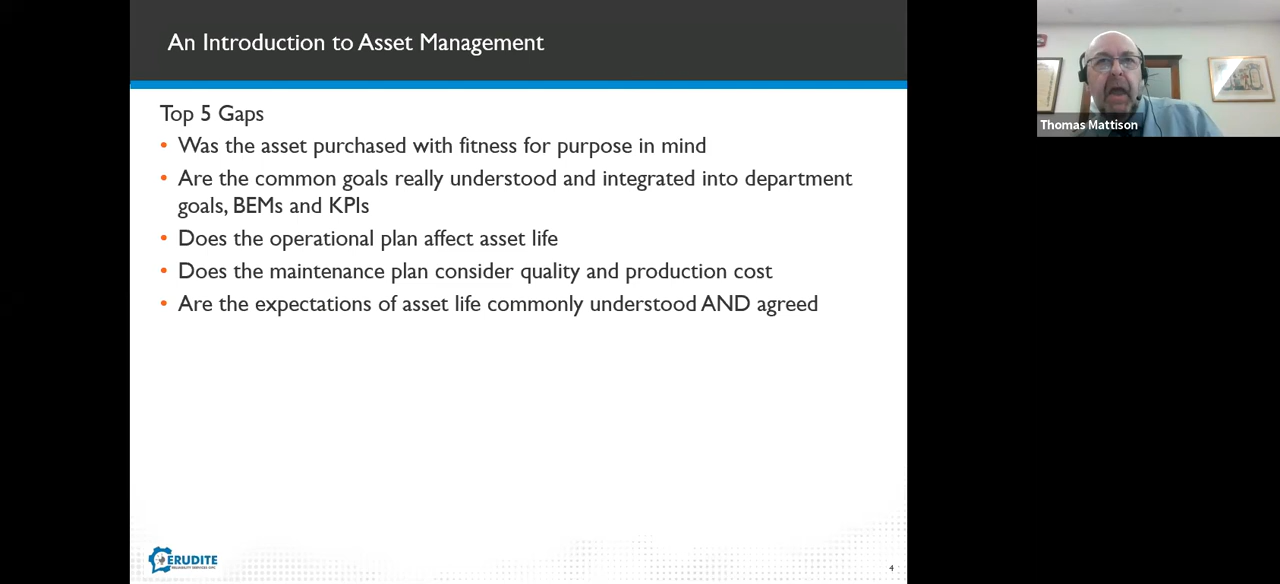 An Introduction to Asset Management
Top 5 Gaps
• Was the asset purchased with fitness for purpose in mind
• Are the common goals really understood and integrated into department
goals, BEMs and KPIs
• Does the operational plan affect asset life
• Does the maintenance plan consider quality and production cost
• Are the expectations of asset life commonly understood AND agreed
ERUDITE
RELIABILITY SERVICES
4
Thomas Mattison